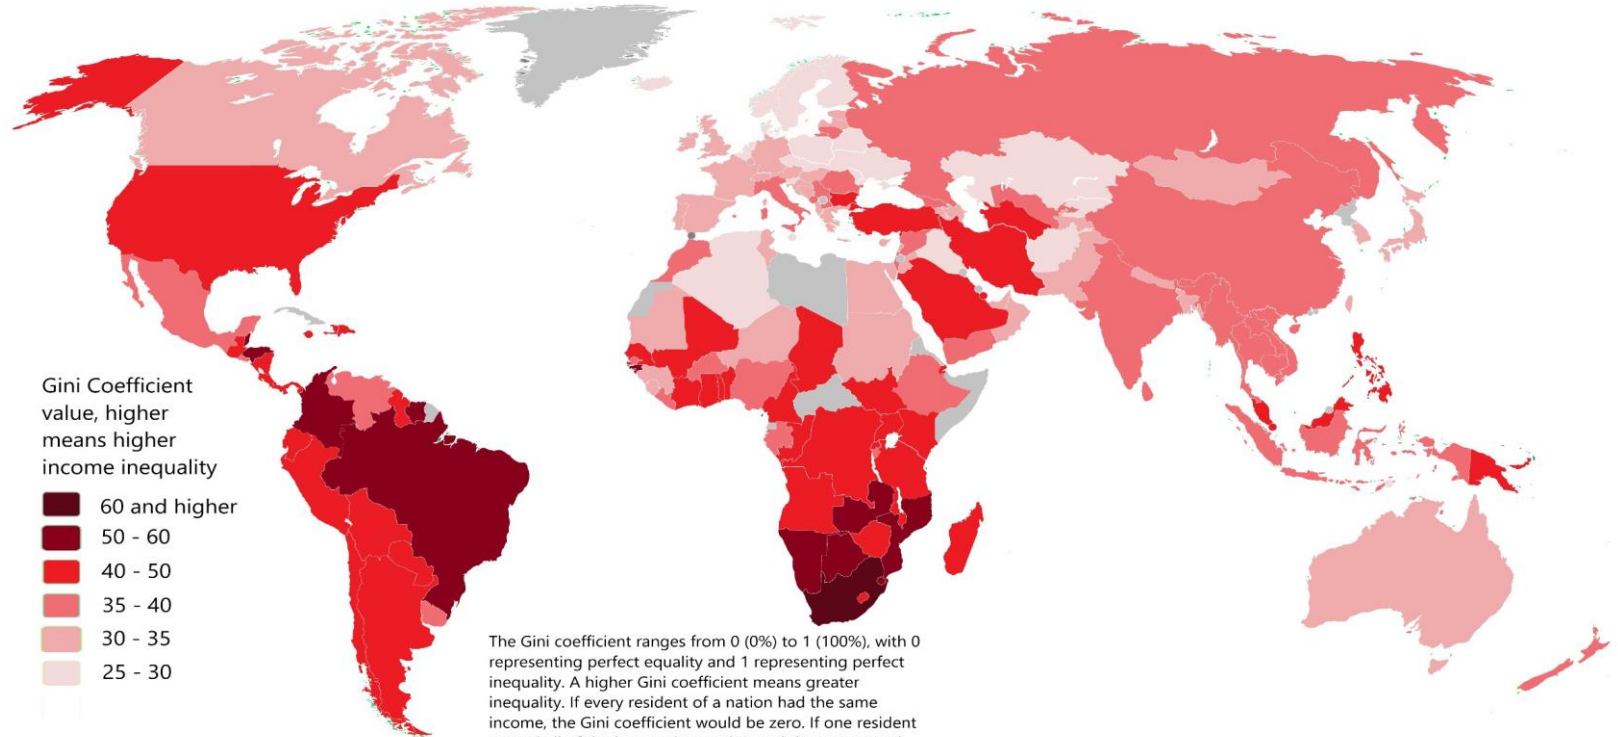 Gini Coefficient
value, higher
means higher
income inequality
60 and higher
50 - 60
40 - 50
35 - 40
30 - 35
25 - 30
The Gini coefficient ranges from 0 (0%) to 1 (100%), with 0
representing perfect equality and 1 representing perfect
inequality. A higher Gini coefficient means greater
inequality. If every resident of a nation had the same
income, the Gini coefficient would be zero. If one resident